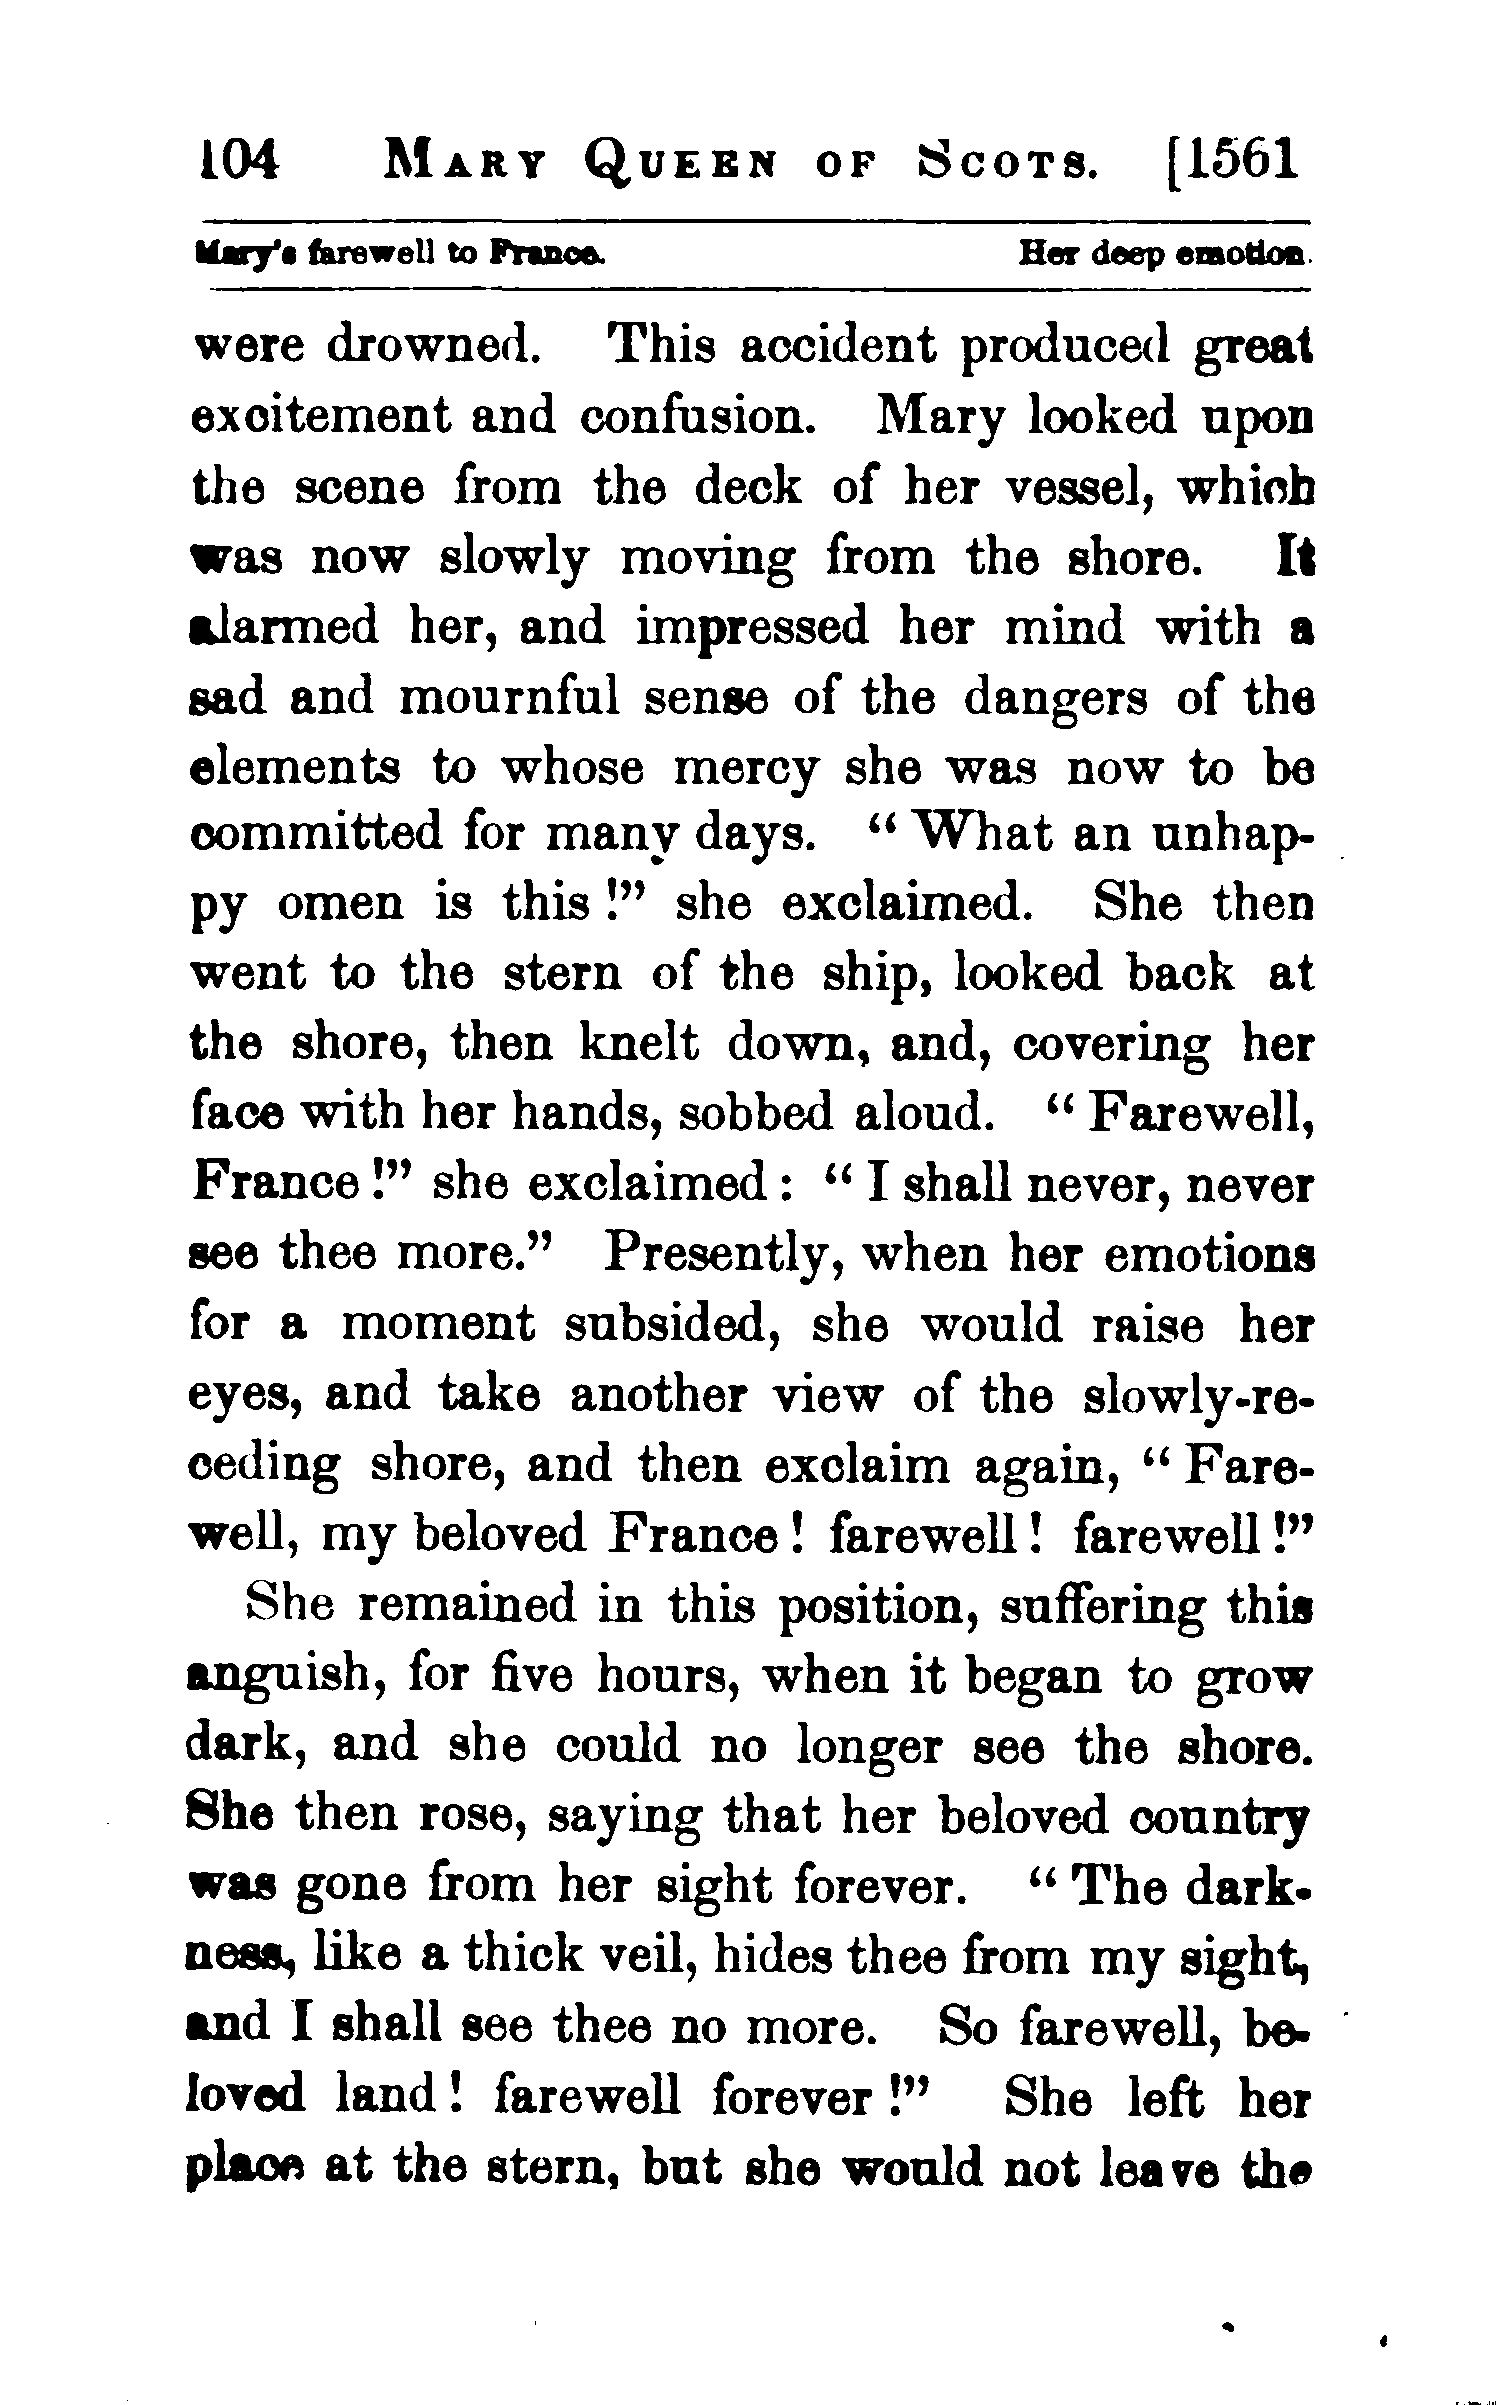 104 MARY QUEEN OF SCOTS. [1561
Mary's farewell to France. Her deep emotion.
were drowned. This accident produced great
excitement and confusion. Mary looked upon
the scene from the deck of her vessel, which
was now slowly moving from the shore. It
alarmed her, and impressed her mind with a
sad and mournful sense of the dangers of the
elements to whose mercy she was now to be
committed for many days. “ What an unhap-
py omen is this !” she exclaimed. She then
went to the stern of the ship, looked back at
the shore, then knelt down, and, covering her
face with her hands, sobbed aloud. “ Farewell,
France !” she exclaimed : “ I shall never, never
see thee more.” Presently, when her emotions
for a moment subsided, she would raise her
eyes, and take another view of the slowly-re-
ceding shore, and then exclaim again, “ Fare-
well, my beloved France ! farewell ! farewell !”
She remained in this position, suffering this
anguish, for five hours, when it began to grow
dark, and she could no longer see the shore.
She then rose, saying that her beloved country
was gone from her sight forever. “ The dark-
ness, like a thick veil, hides thee from my sight,
and I shall see thee no more. So farewell, be-
loved land ! farewell forever !” She left her
place at the stern, but she would not leave the